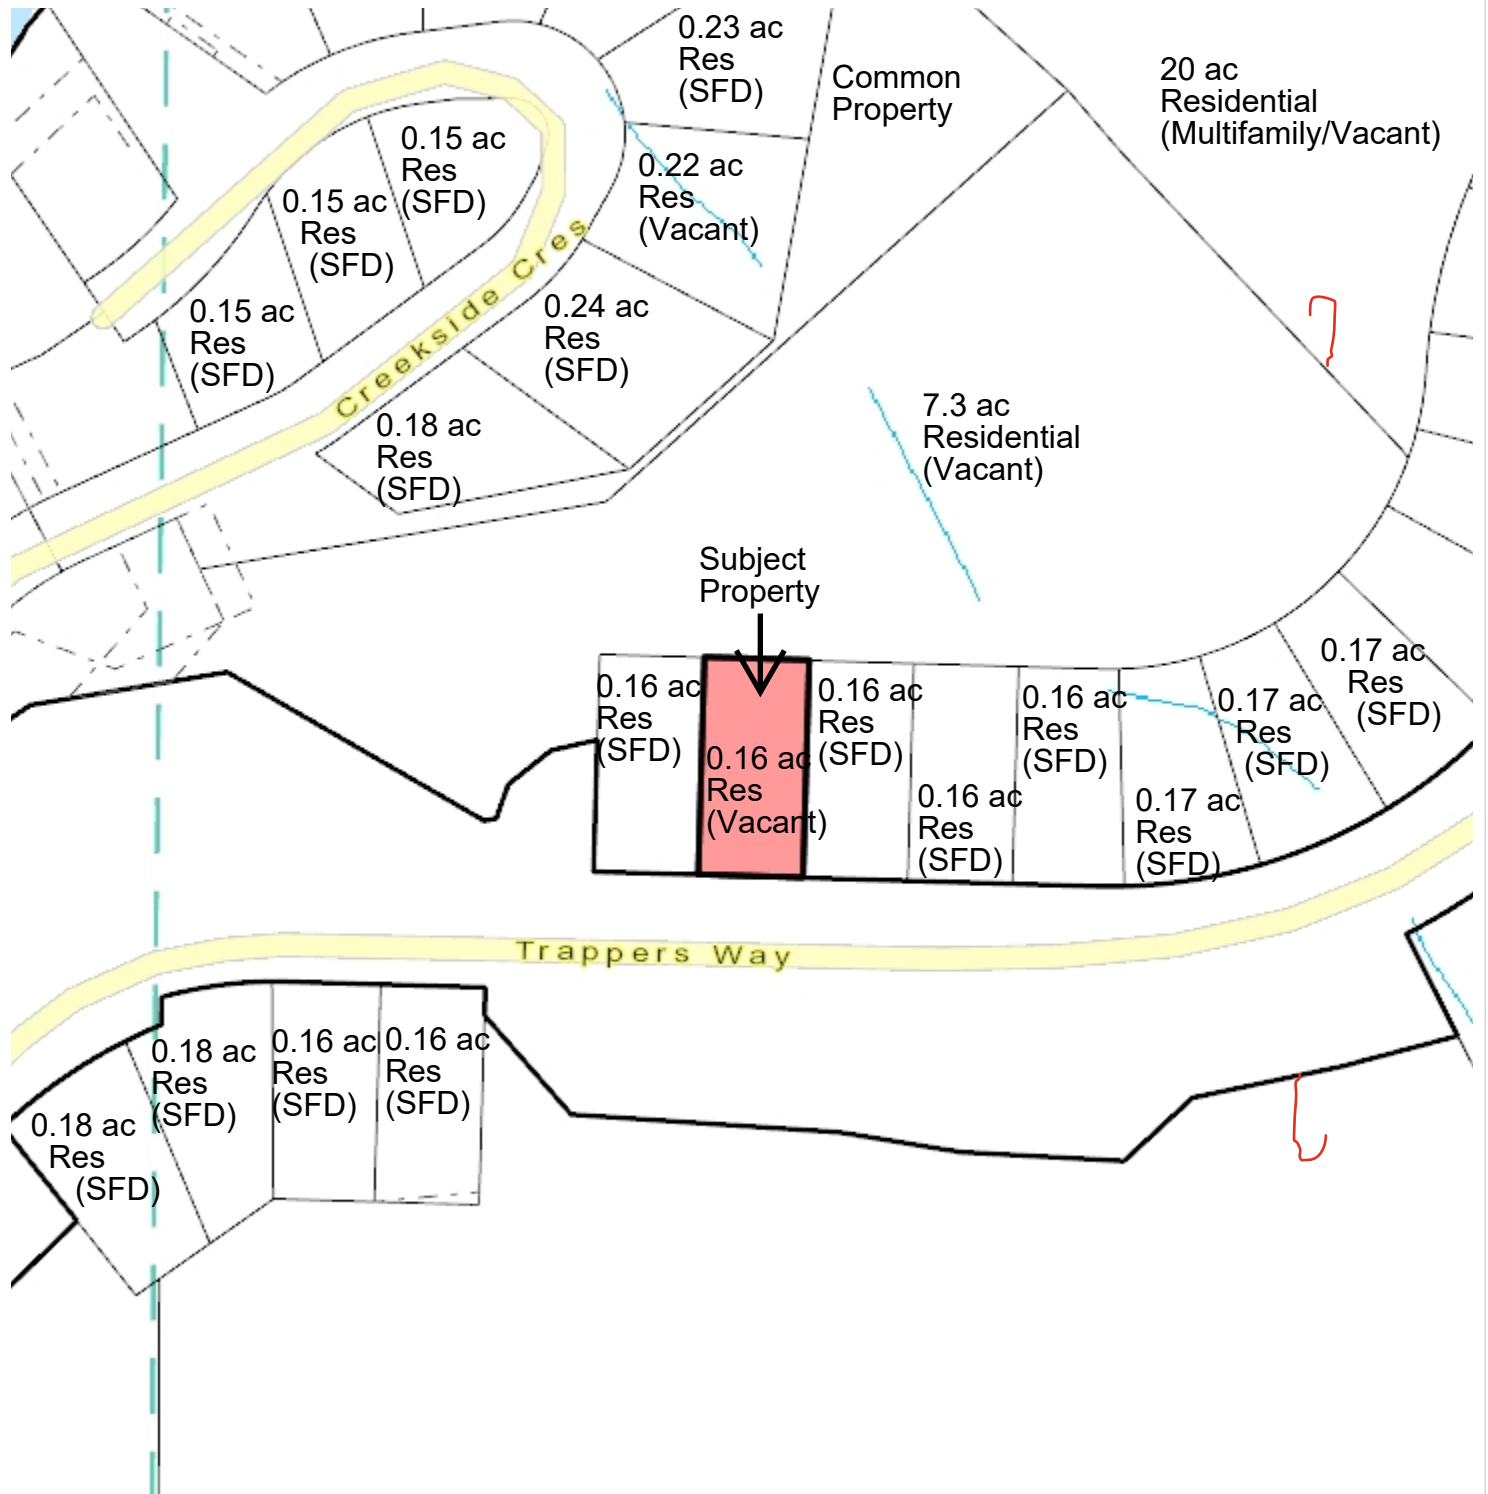 0.23 ac
Res
(SFD)
Common
Property
20 ac
Residential
(Multifamily/Vacant)
0.15 ac
Res
(SFD)
0.22 ac
Res
(Vacant)
0.15 ac
Res
(SFD)
0.15 ac
Res
(SFD)
Creekside Cres
0.24 ac
Res
(SFD)
0.18 ac
Res
(SFD)
7.3 ac
Residential
(Vacant)
Subject
Property
0.16 ac
Res
(SFD)
0.16 ac
Res
(Vacant)
0.16 ac
Res
(SFD)
0.16 ac
Res
(SFD)
0.16 ac
Res
(SFD)
0.17 ac
Res
(SFD)
0.17 ac
Res
(SFD)
0.17 ac
Res
(SFD)
Trappers Way
0.18 ac
Res
(SFD)
0.18 ac
Res
(SFD)
0.16 ac
Res
(SFD)
0.16 ac
Res
(SFD)